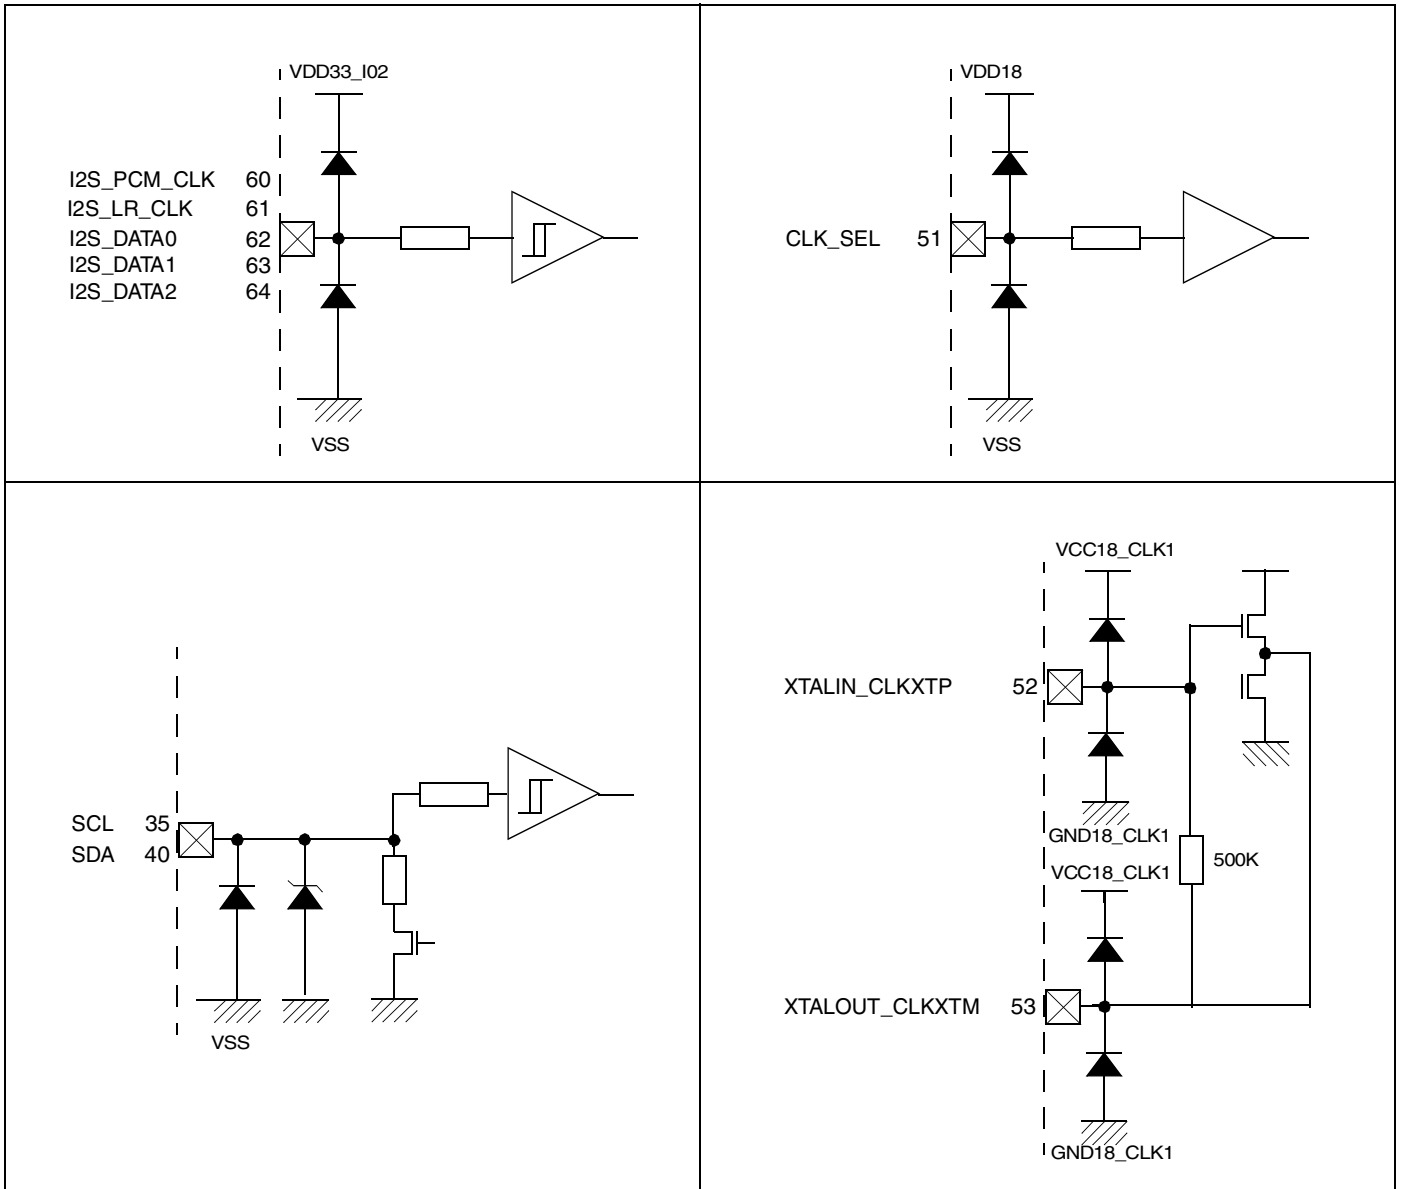 VDD33_I02
I2S_PCM_CLK 60
I2S_LR_CLK 61
I2S_DATA0 62
I2S_DATA1 63
I2S_DATA2 64
VSS
VDD18
CLK_SEL 51
VSS
SCL 35
SDA 40
VSS
VCC18_CLK1
XTALIN_CLKXTP 52
GND18_CLK1
500K
VCC18_CLK1
XTALOUT_CLKXTM 53
GND18_CLK1